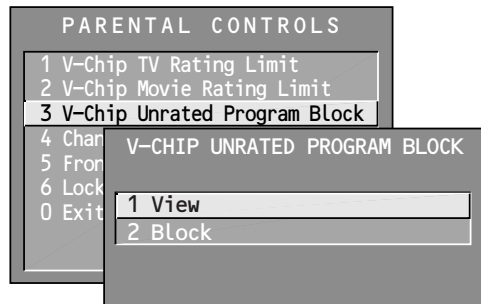 PARENTAL CONTROLS
1 V-Chip TV Rating Limit
2 V-Chip Movie Rating Limit
3 V-Chip Unrated Program Block
4 Chan
5 Fron
6 Lock
0 Exit
V-CHIP UNRATED PROGRAM BLOCK
1 View
2 Block